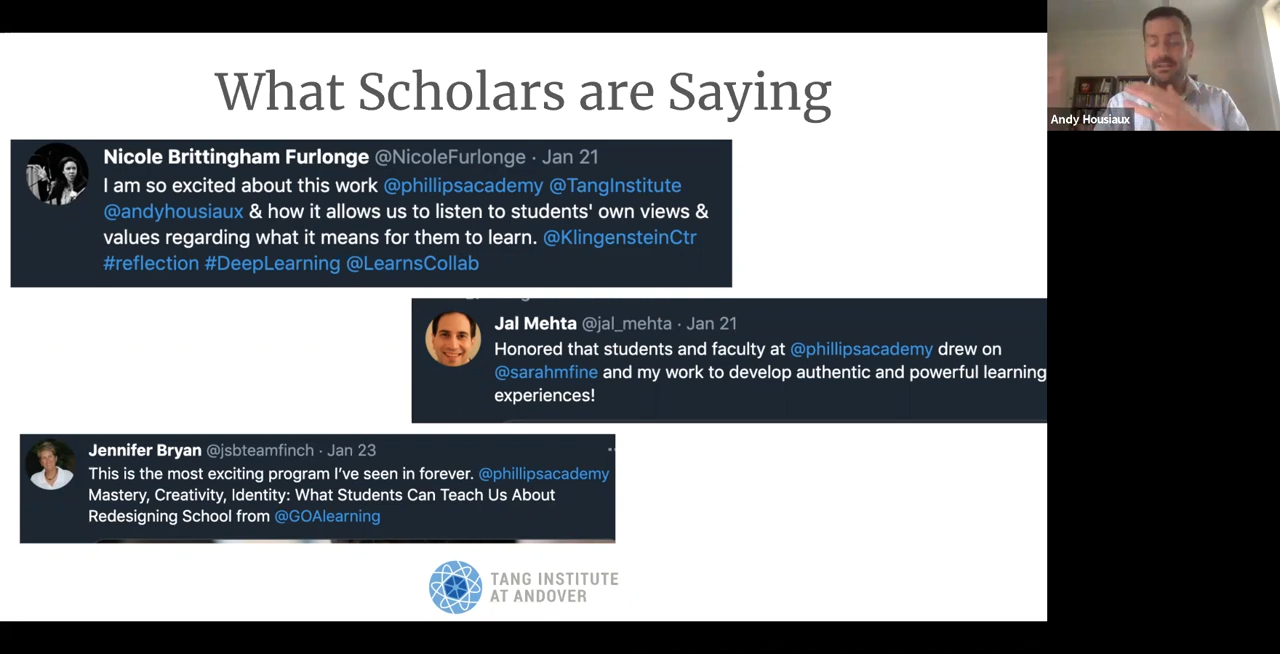 What Scholars are Saying
Andy Housiaux
Nicole Brittingham Furlonge @NicoleFurlonge · Jan 21
I am so excited about this work @phillipsacademy @TangInstitute
@andyhousiaux & how it allows us to listen to students' own views &
values regarding what it means for them to learn. @KlingensteinCtr
#reflection #DeepLearning @LearnsCollab
Jal Mehta @jal_mehta · Jan 21
Honored that students and faculty at @phillipsacademy drew on
@sarahmfine and my work to develop authentic and powerful learning
experiences!
Jennifer Bryan @jsbteamfinch · Jan 23
This is the most exciting program I've seen in forever. @phillipsacademy
Mastery, Creativity, Identity: What Students Can Teach Us About
Redesigning School from @GOAlearning
TANG INSTITUTE
AT ANDOVER